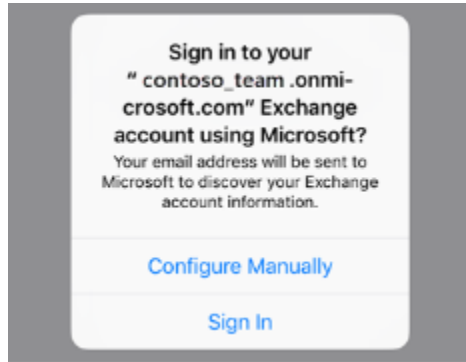 Sign in to your
“ contoso_team .onmi-
crosoft.com” Exchange
account using Microsoft?
Your email address will be sent to
Microsoft to discover your Exchange
account information.
Configure Manually
Sign In